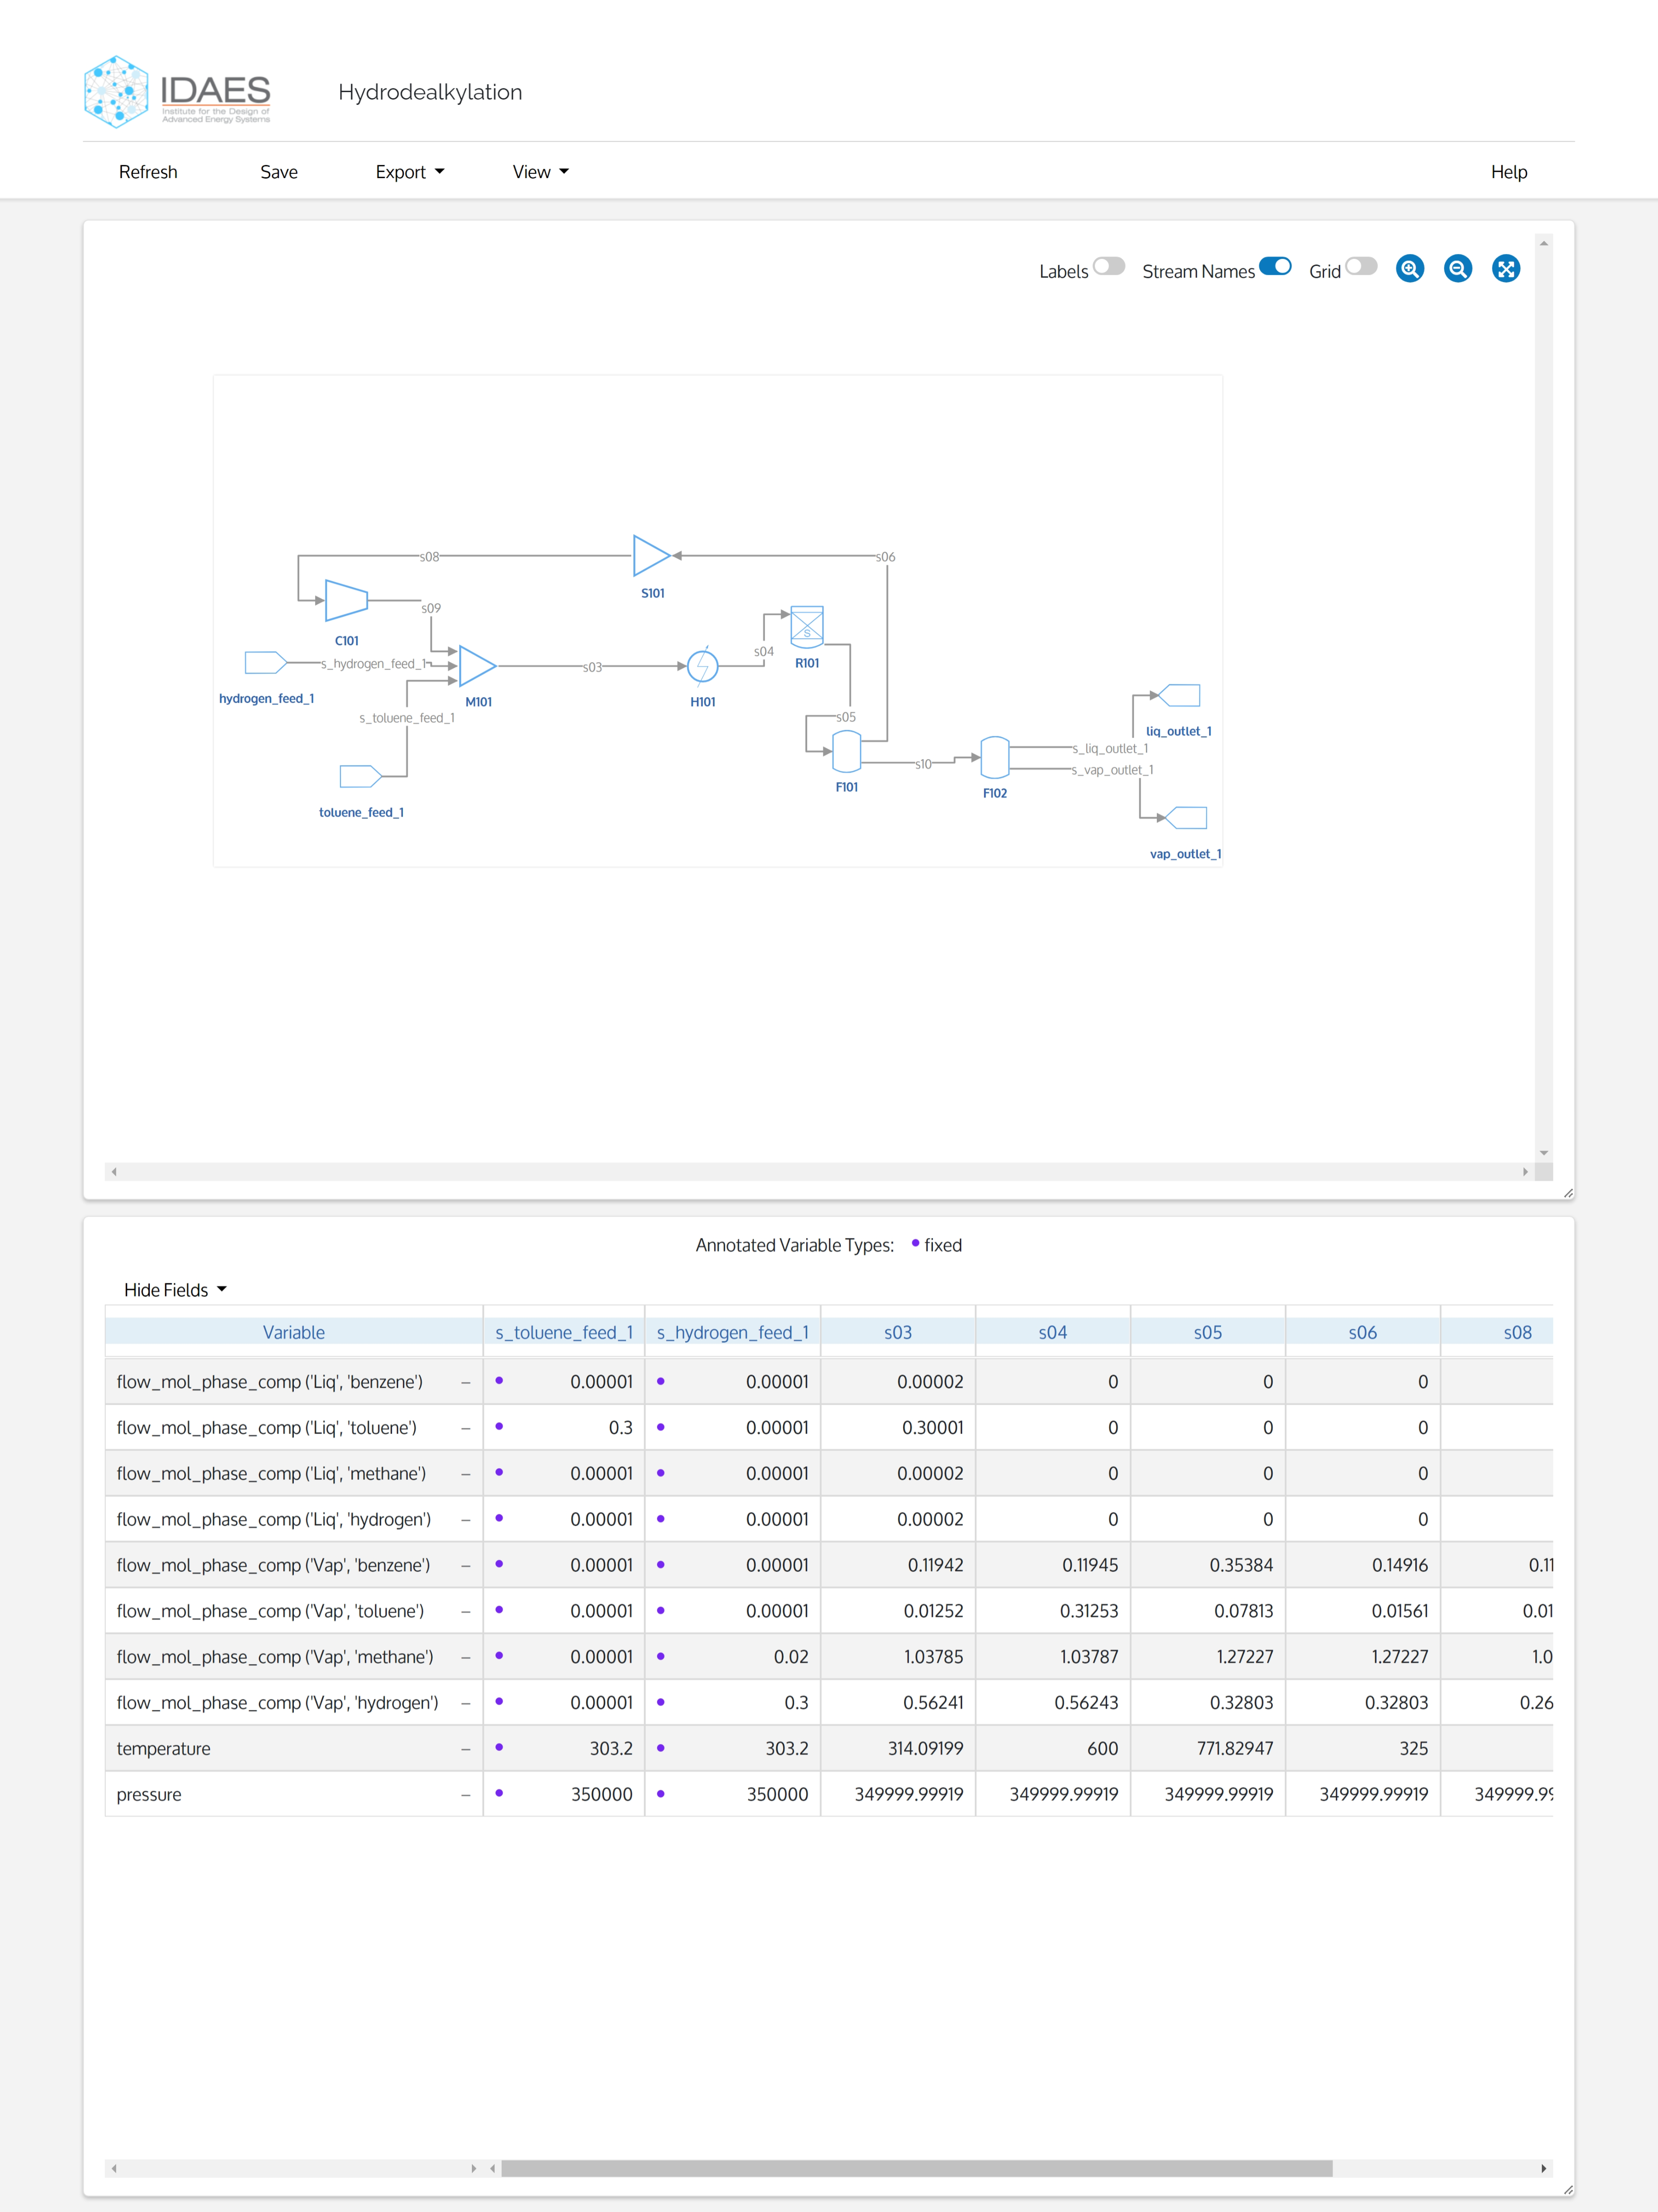 IDAES
Institute for the Design of
Advanced Energy Systems
Hydrodealkylation
Refresh Save Export View Help
Labels Stream Names Grid
s08 s06
S101
s09
C101
s_hydrogen_feed_1
hydrogen_feed_1
s03
s04
S
R101
M101
H101
s_toluene_feed_1
s05
toluene_feed_1
F101
s10
F102
liq_outlet_1
s_liq_outlet_1
s_vap_outlet_1
vap_outlet_1
Annotated Variable Types: fixed
Hide Fields
Variable s_toluene_feed_1 s_hydrogen_feed_1 s03 s04 s05 s06 s08
flow_mol_phase_comp ('Liq', 'benzene') – 0.00001 0.00001 0.00002 0 0 0
flow_mol_phase_comp ('Liq', 'toluene') – 0.3 0.00001 0.30001 0 0 0
flow_mol_phase_comp ('Liq', 'methane') – 0.00001 0.00001 0.00002 0 0 0
flow_mol_phase_comp ('Liq', 'hydrogen') – 0.00001 0.00001 0.00002 0 0 0
flow_mol_phase_comp ('Vap', 'benzene') – 0.00001 0.00001 0.11942 0.11945 0.35384 0.14916 0.11
flow_mol_phase_comp ('Vap', 'toluene') – 0.00001 0.00001 0.01252 0.31253 0.07813 0.01561 0.01
flow_mol_phase_comp ('Vap', 'methane') – 0.00001 0.02 1.03785 1.03787 1.27227 1.27227 1.0
flow_mol_phase_comp ('Vap', 'hydrogen') – 0.00001 0.3 0.56241 0.56243 0.32803 0.32803 0.26
temperature – 303.2 303.2 314.09199 600 771.82947 325
pressure – 350000 350000 349999.99919 349999.99919 349999.99919 349999.99919 349999.99